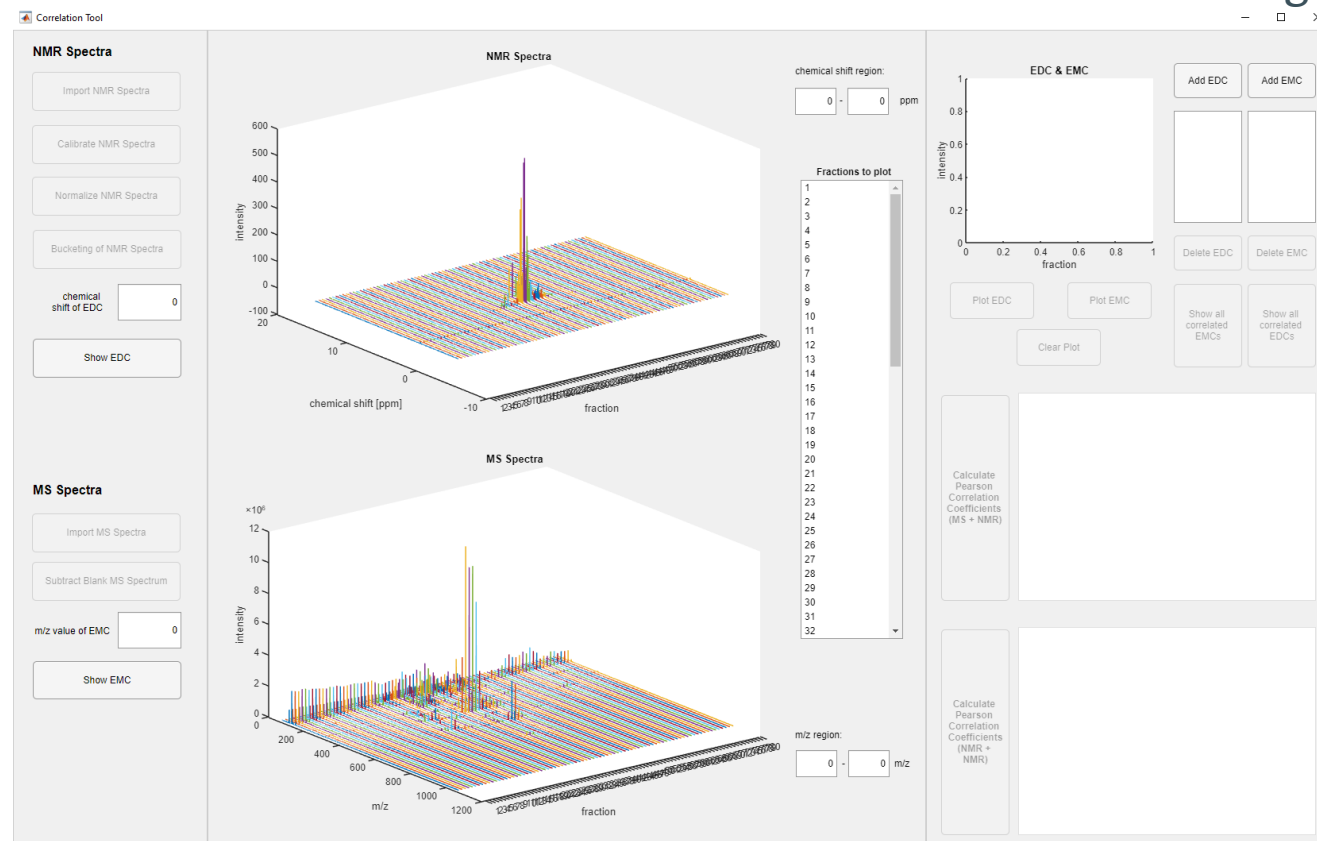 Correlation Tool
NMR Spectra
Import NMR Spectra
Calibrate NMR Spectra
Normalize NMR Spectra
Bucketing of NMR Spectra
chemical
shift of EDC
0
Show EDC
MS Spectra
Import MS Spectra
Subtract Blank MS Spectrum
m/z value of EMC
0
Show EMC
NMR Spectra
600
500
400
300
200
100
0
-100
intensity
20
10
0
-10
chemical shift [ppm]
fraction
MS Spectra
×10⁶
12
10
8
6
4
2
0
intensity
0
200
400
600
800
1000
1200
m/z
fraction
chemical shift region:
0 - 0 ppm
Fractions to plot
1
2
3
4
5
6
7
8
9
10
11
12
13
14
15
16
17
18
19
20
21
22
23
24
25
26
27
28
29
30
31
32
m/z region:
0 - 0 m/z
EDC & EMC
1
0.8
0.6
0.4
0.2
0
intensity
0 0.2 0.4 0.6 0.8 1
fraction
Add EDC
Add EMC
Delete EDC
Delete EMC
Plot EDC
Plot EMC
Clear Plot
Show all
correlated
EMCs
Show all
correlated
EDCs
Calculate
Pearson
Correlation
Coefficients
(MS + NMR)
Calculate
Pearson
Correlation
Coefficients
(NMR +
NMR)